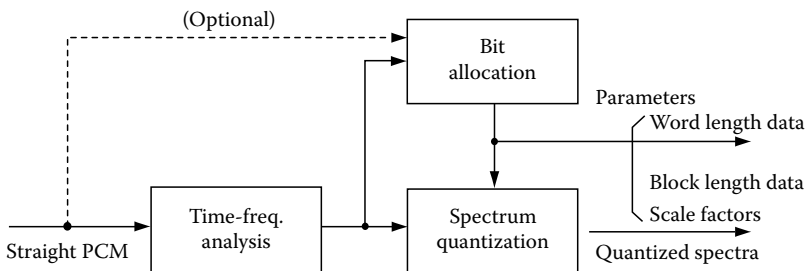 (Optional)
Bit
allocation
Parameters
Word length data
Block length data
Scale factors
Time-freq.
analysis
Spectrum
quantization
Straight PCM
Quantized spectra